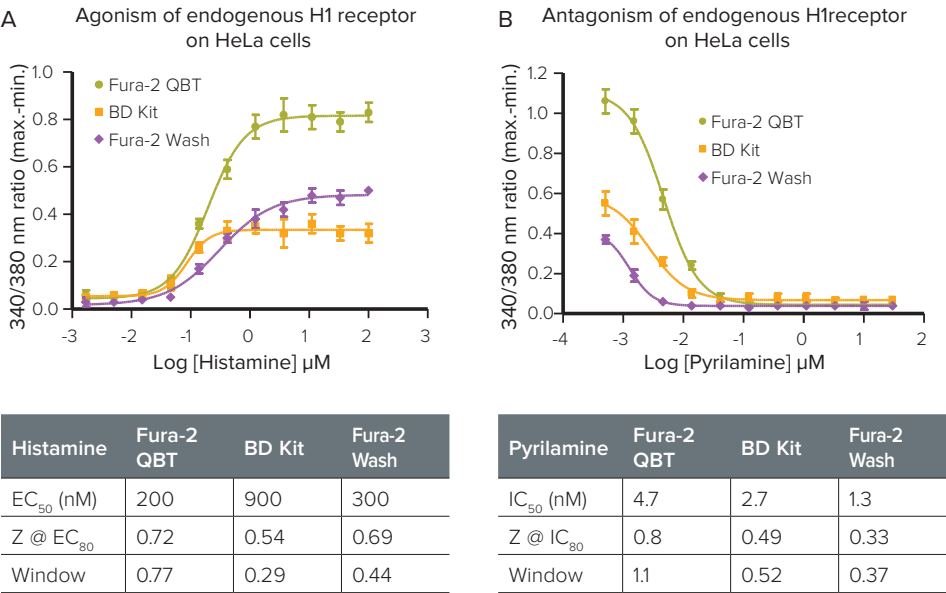 A
Agonism of endogenous H1 receptor
on HeLa cells
340/380 nm ratio (max.-min.)
1.0
0.8
0.6
0.4
0.2
0.0
Fura-2 QBT
BD Kit
Fura-2 Wash
-3 -2 -1 0 1 2 3
Log [Histamine] µM
B
Antagonism of endogenous H1receptor
on HeLa cells
340/380 nm ratio (max.-min.)
1.2
1.0
0.8
0.6
0.4
0.2
0.0
Fura-2 QBT
BD Kit
Fura-2 Wash
-4 -3 -2 -1 0 1 2
Log [Pyrilamine] µM
Histamine Fura-2 QBT BD Kit Fura-2 Wash
EC50 (nM) 200 900 300
Z @ EC80 0.72 0.54 0.69
Window 0.77 0.29 0.44
Pyrilamine Fura-2 QBT BD Kit Fura-2 Wash
IC50 (nM) 4.7 2.7 1.3
Z @ IC80 0.8 0.49 0.33
Window 1.1 0.52 0.37